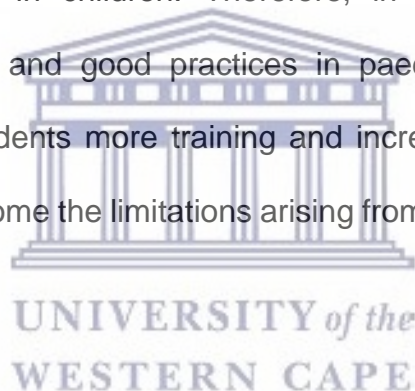 in children. Therefore, in
and good practices in paed
dents more training and incre
ome the limitations arising from
UNIVERSITY of the
WESTERN CAPE